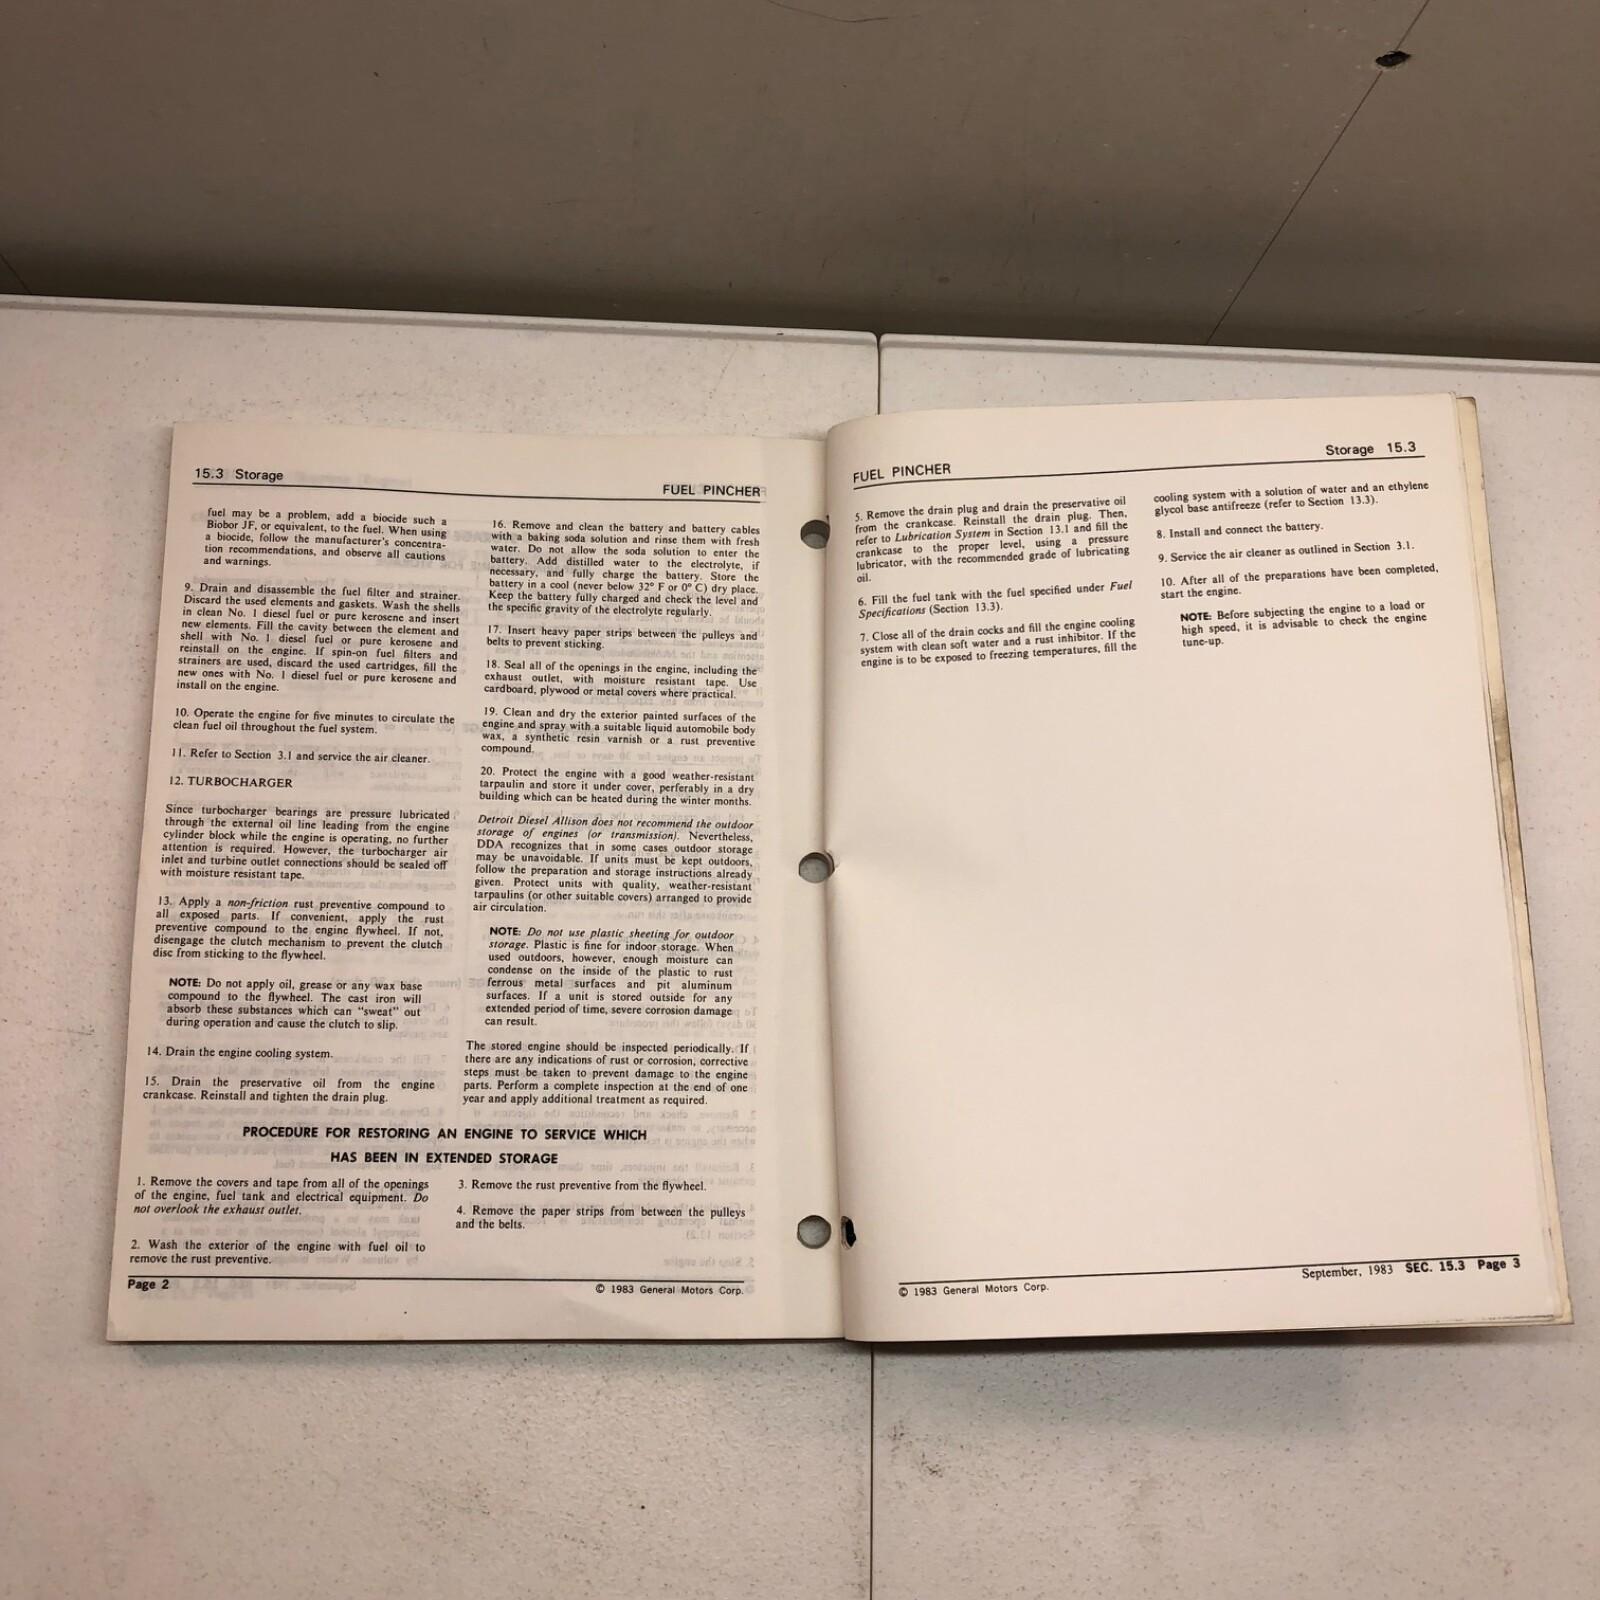 15.3 Storage
FUEL PINCHER
fuel may be a problem, add a biocide such a
Biobor JF, or equivalent, to the fuel. When using
a biocide, follow the manufacturer's concentra-
tion recommendations, and observe all cautions
and warnings.
9. Drain and disassemble the fuel filter and strainer.
Discard the used elements and gaskets. Wash the shells
in clean No. 1 diesel fuel or pure kerosene and insert
new elements. Fill the cavity between the element and
shell with No. 1 diesel fuel or pure kerosene and
reinstall on the engine. If spin-on fuel filters and
strainers are used, discard the used cartridges, fill the
new ones with No. 1 diesel fuel or pure kerosene and
install on the engine.
10. Operate the engine for five minutes to circulate the
clean fuel oil throughout the fuel system.
11. Refer to Section 3.1 and service the air cleaner.
12. TURBOCHARGER
Since turbocharger bearings are pressure lubricated
through the external oil line leading from the engine
cylinder block while the engine is operating, no further
attention is required. However, the turbocharger air
inlet and turbine outlet connections should be sealed off
with moisture resistant tape.
13. Apply a non-friction rust preventive compound to
all exposed parts. If convenient, apply the rust
preventive compound to the engine flywheel. If not,
disengage the clutch mechanism to prevent the clutch
disc from sticking to the flywheel.
NOTE: Do not apply oil, grease or any wax base
compound to the flywheel. The cast iron will
absorb these substances which can "sweat" out
during operation and cause the clutch to slip.
14. Drain the engine cooling system.
15. Drain the preservative oil from the engine
crankcase. Reinstall and tighten the drain plug.
16. Remove and clean the battery and battery cables
with a baking soda solution and rinse them with fresh
water. Do not allow the soda solution to enter the
battery. Add distilled water to the electrolyte, if
necessary, and fully charge the battery. Store the
battery in a cool (never below 32° F or 0° C) dry place.
Keep the battery fully charged and check the level and
the specific gravity of the electrolyte regularly.
17. Insert heavy paper strips between the pulleys and
belts to prevent sticking.
18. Seal all of the openings in the engine, including the
exhaust outlet, with moisture resistant tape. Use
cardboard, plywood or metal covers where practical.
19. Clean and dry the exterior painted surfaces of the
engine and spray with a suitable liquid automobile body
wax, a synthetic resin varnish or a rust preventive
compound.
20. Protect the engine with a good weather-resistant
tarpaulin and store it under cover, perferably in a dry
building which can be heated during the winter months.
Detroit Diesel Allison does not recommend the outdoor
storage of engines (or transmission). Nevertheless,
DDA recognizes that in some cases outdoor storage
may be unavoidable. If units must be kept outdoors,
follow the preparation and storage instructions already
given. Protect units with quality, weather-resistant
tarpaulins (or other suitable covers) arranged to provide
air circulation.
NOTE: Do not use plastic sheeting for outdoor
storage. Plastic is fine for indoor storage. When
used outdoors, however, enough moisture can
condense on the inside of the plastic to rust
ferrous metal surfaces and pit aluminum
surfaces. If a unit is stored outside for any
extended period of time, severe corrosion damage
can result.
The stored engine should be inspected periodically. If
there are any indications of rust or corrosion, corrective
steps must be taken to prevent damage to the engine
parts. Perform a complete inspection at the end of one
year and apply additional treatment as required.
PROCEDURE FOR RESTORING AN ENGINE TO SERVICE WHICH
HAS BEEN IN EXTENDED STORAGE
1. Remove the covers and tape from all of the openings
of the engine, fuel tank and electrical equipment. Do
not overlook the exhaust outlet.
2. Wash the exterior of the engine with fuel oil to
remove the rust preventive.
3. Remove the rust preventive from the flywheel.
4. Remove the paper strips from between the pulleys
and the belts.
Page 2
© 1983 General Motors Corp.
FUEL PINCHER
Storage 15.3
5. Remove the drain plug and drain the preservative oil
from the crankcase. Reinstall the drain plug. Then,
refer to Lubrication System in Section 13.1 and fill the
crankcase to the proper level, using a pressure
lubricator, with the recommended grade of lubricating
oil.
6. Fill the fuel tank with the fuel specified under Fuel
Specifications (Section 13.3).
7. Close all of the drain cocks and fill the engine cooling
system with clean soft water and a rust inhibitor. If the
engine is to be exposed to freezing temperatures, fill the
cooling system with a solution of water and an ethylene
glycol base antifreeze (refer to Section 13.3).
8. Install and connect the battery.
9. Service the air cleaner as outlined in Section 3.1.
10. After all of the preparations have been completed,
start the engine.
NOTE: Before subjecting the engine to a load or
high speed, it is advisable to check the engine
tune-up.
© 1983 General Motors Corp.
September, 1983 SEC. 15.3 Page 3